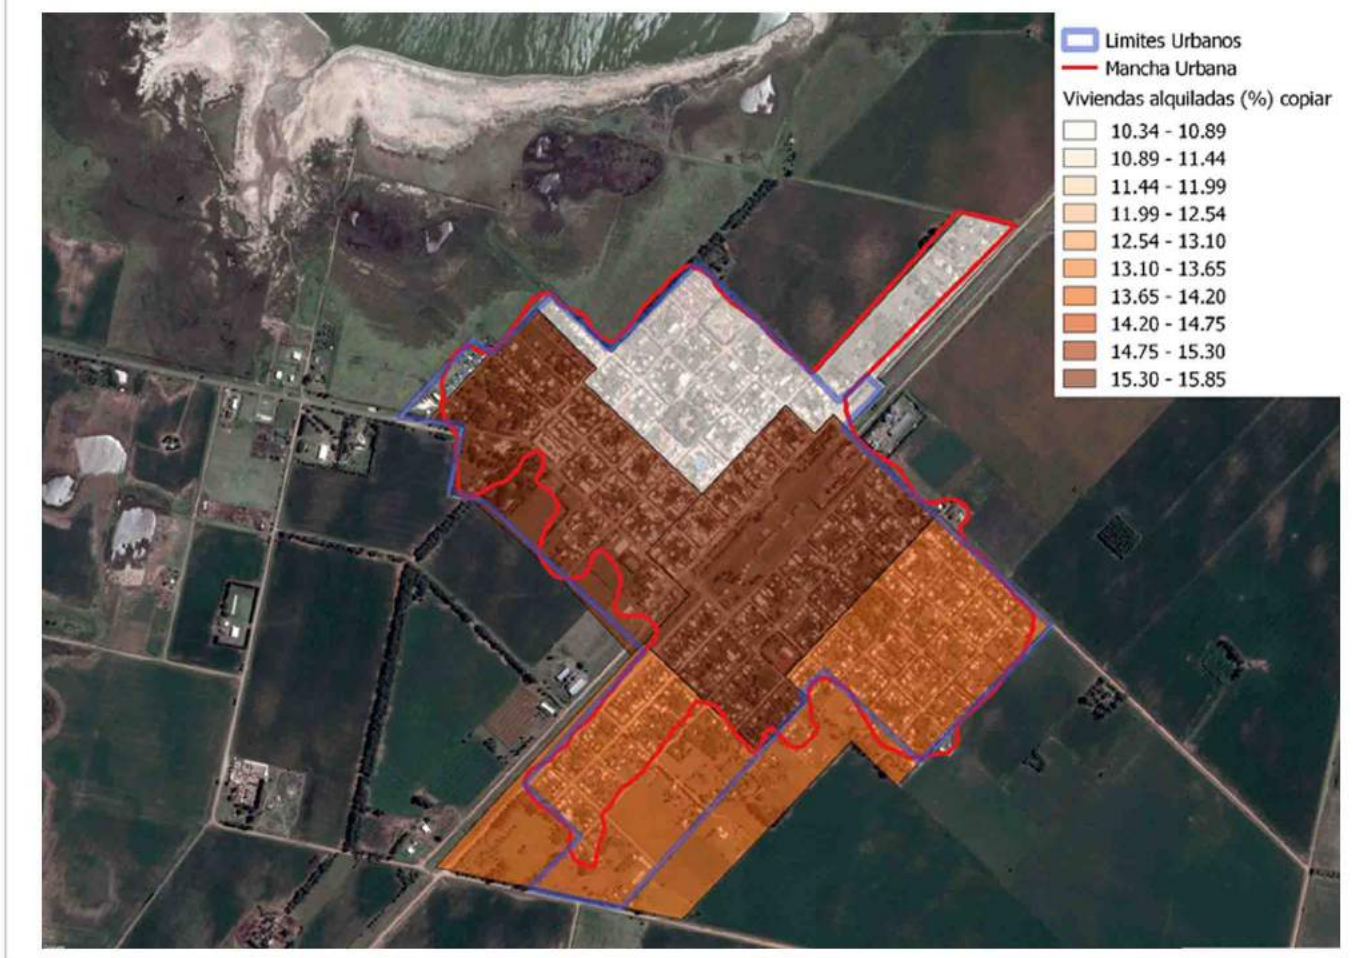 Limites Urbanos
Mancha Urbana
Viviendas alquiladas (%) copiar
10.34 - 10.89
10.89 - 11.44
11.44 - 11.99
11.99 - 12.54
12.54 - 13.10
13.10 - 13.65
13.65 - 14.20
14.20 - 14.75
14.75 - 15.30
15.30 - 15.85